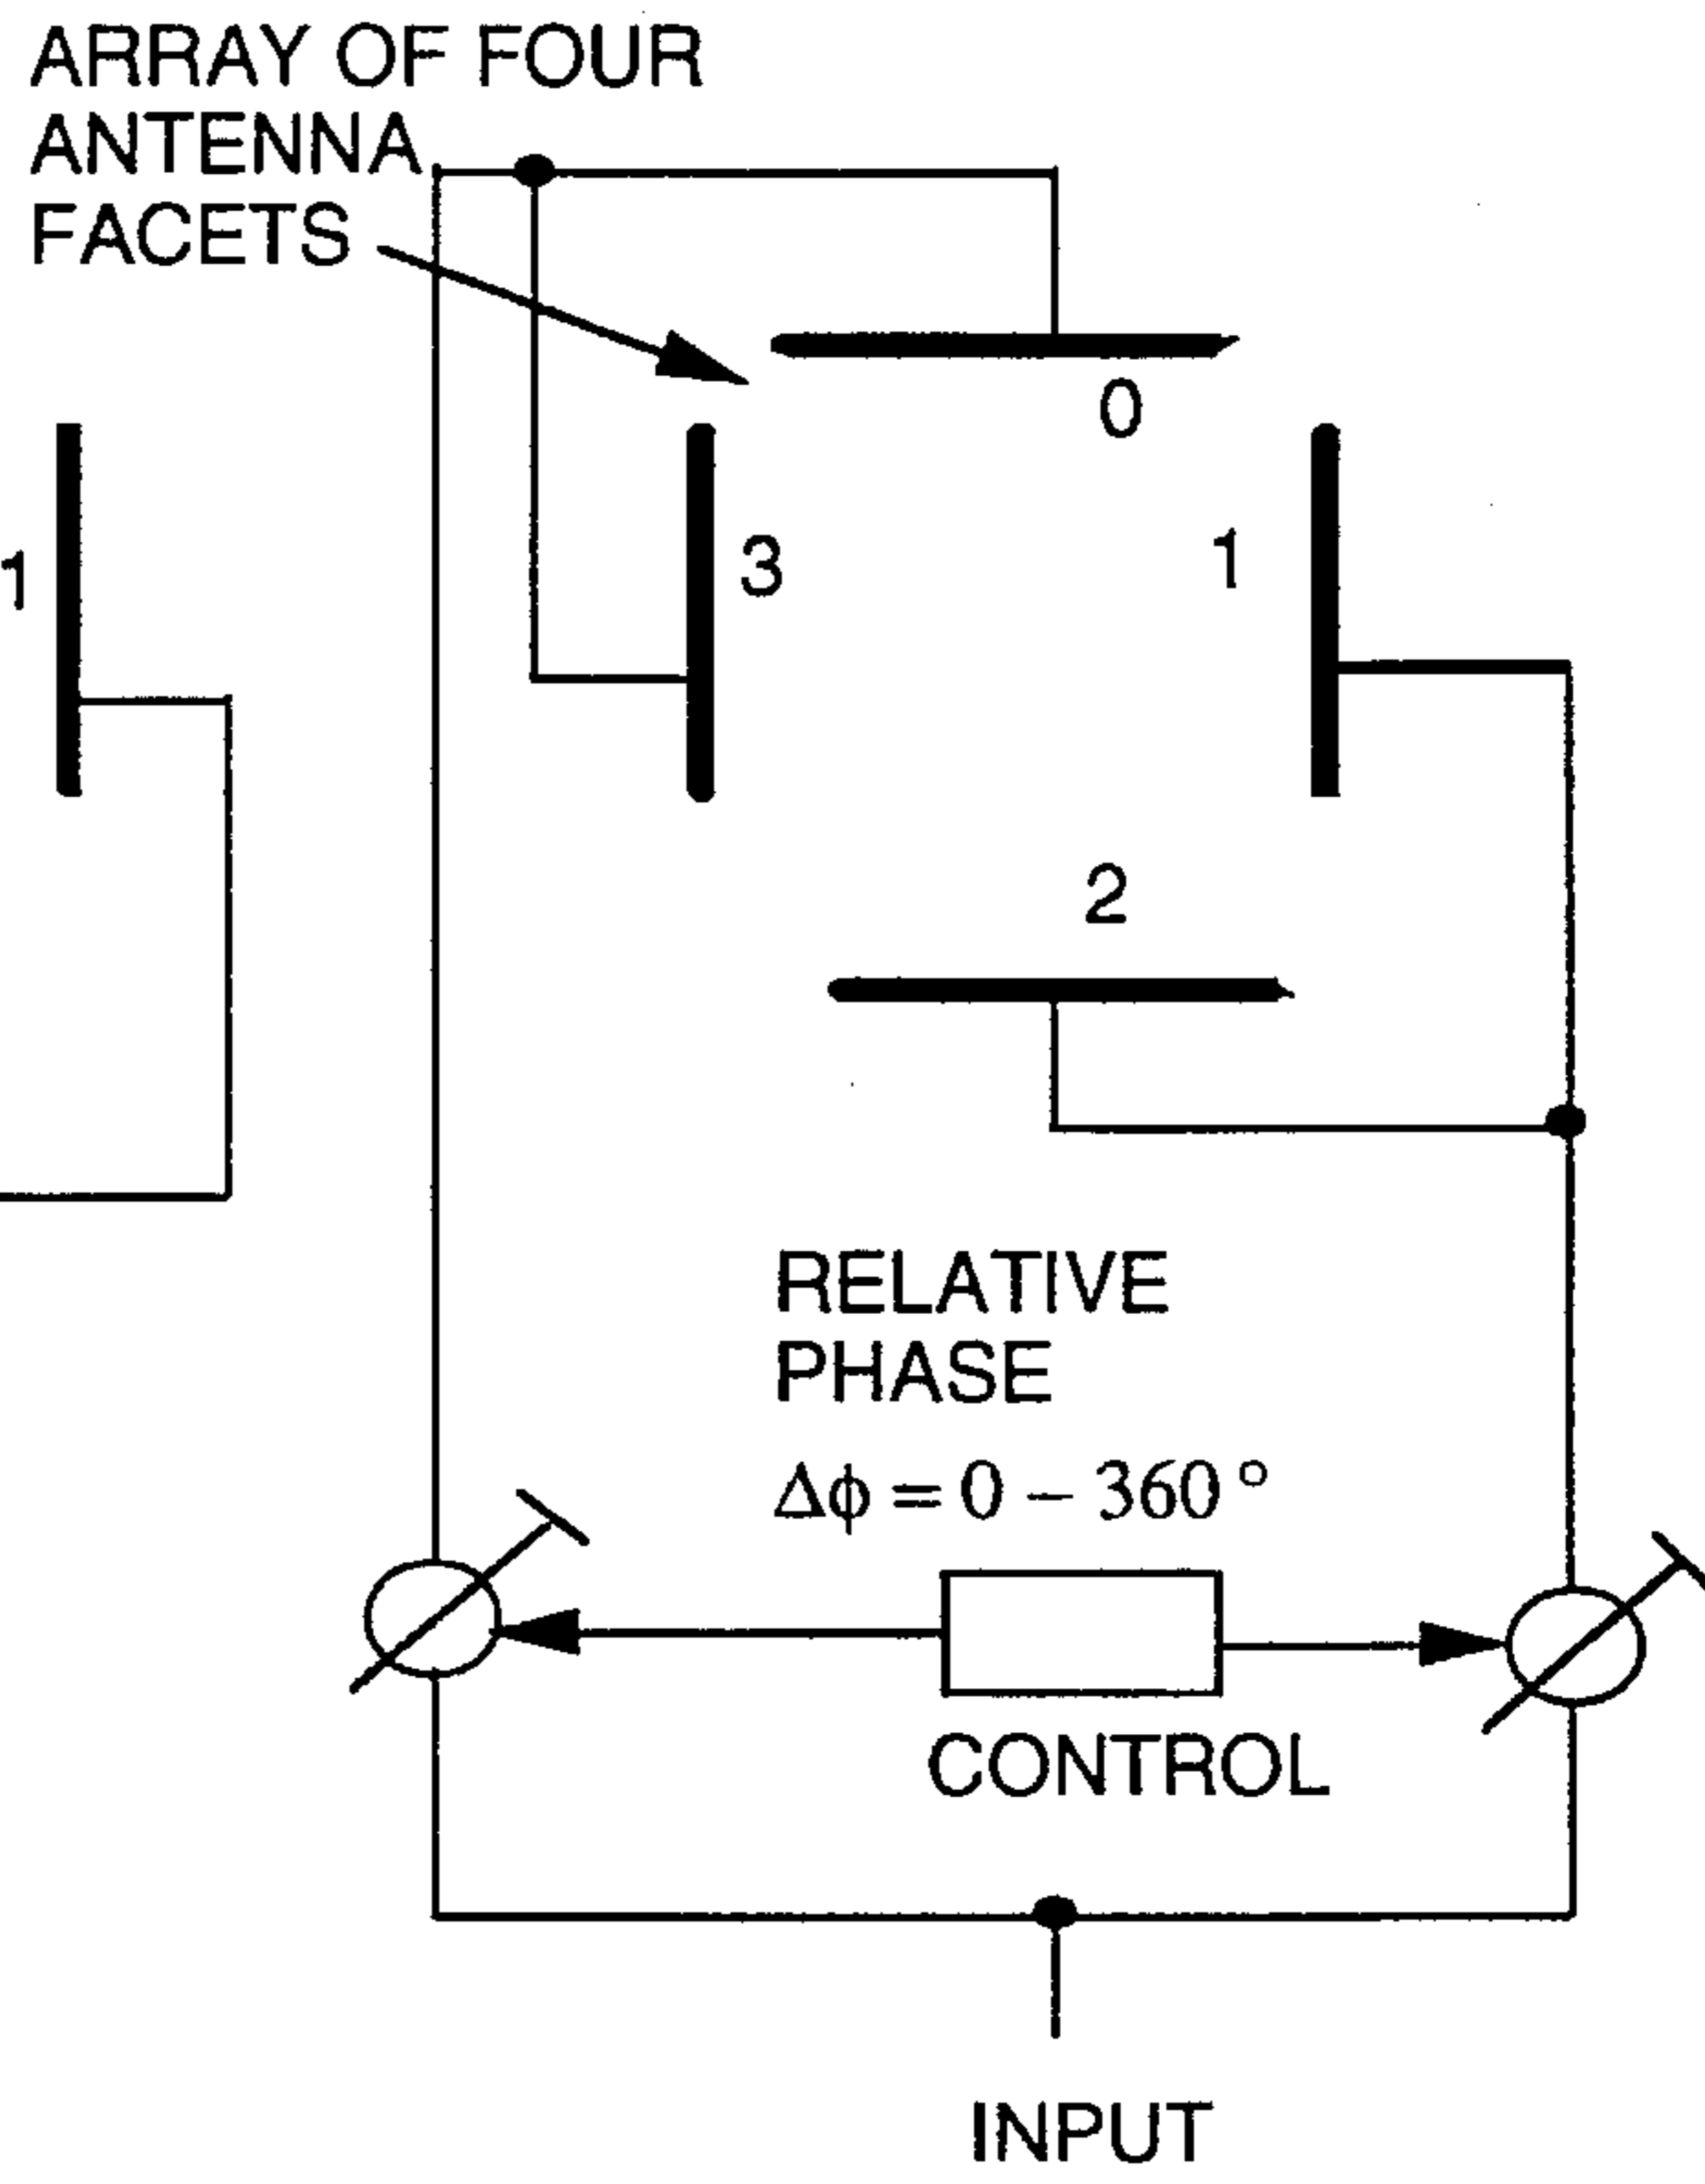 ARRAY OF FOUR
ANTENNA
FACETS
0
1
3
1
2
RELATIVE
PHASE
Δϕ = 0 – 360°
CONTROL
INPUT